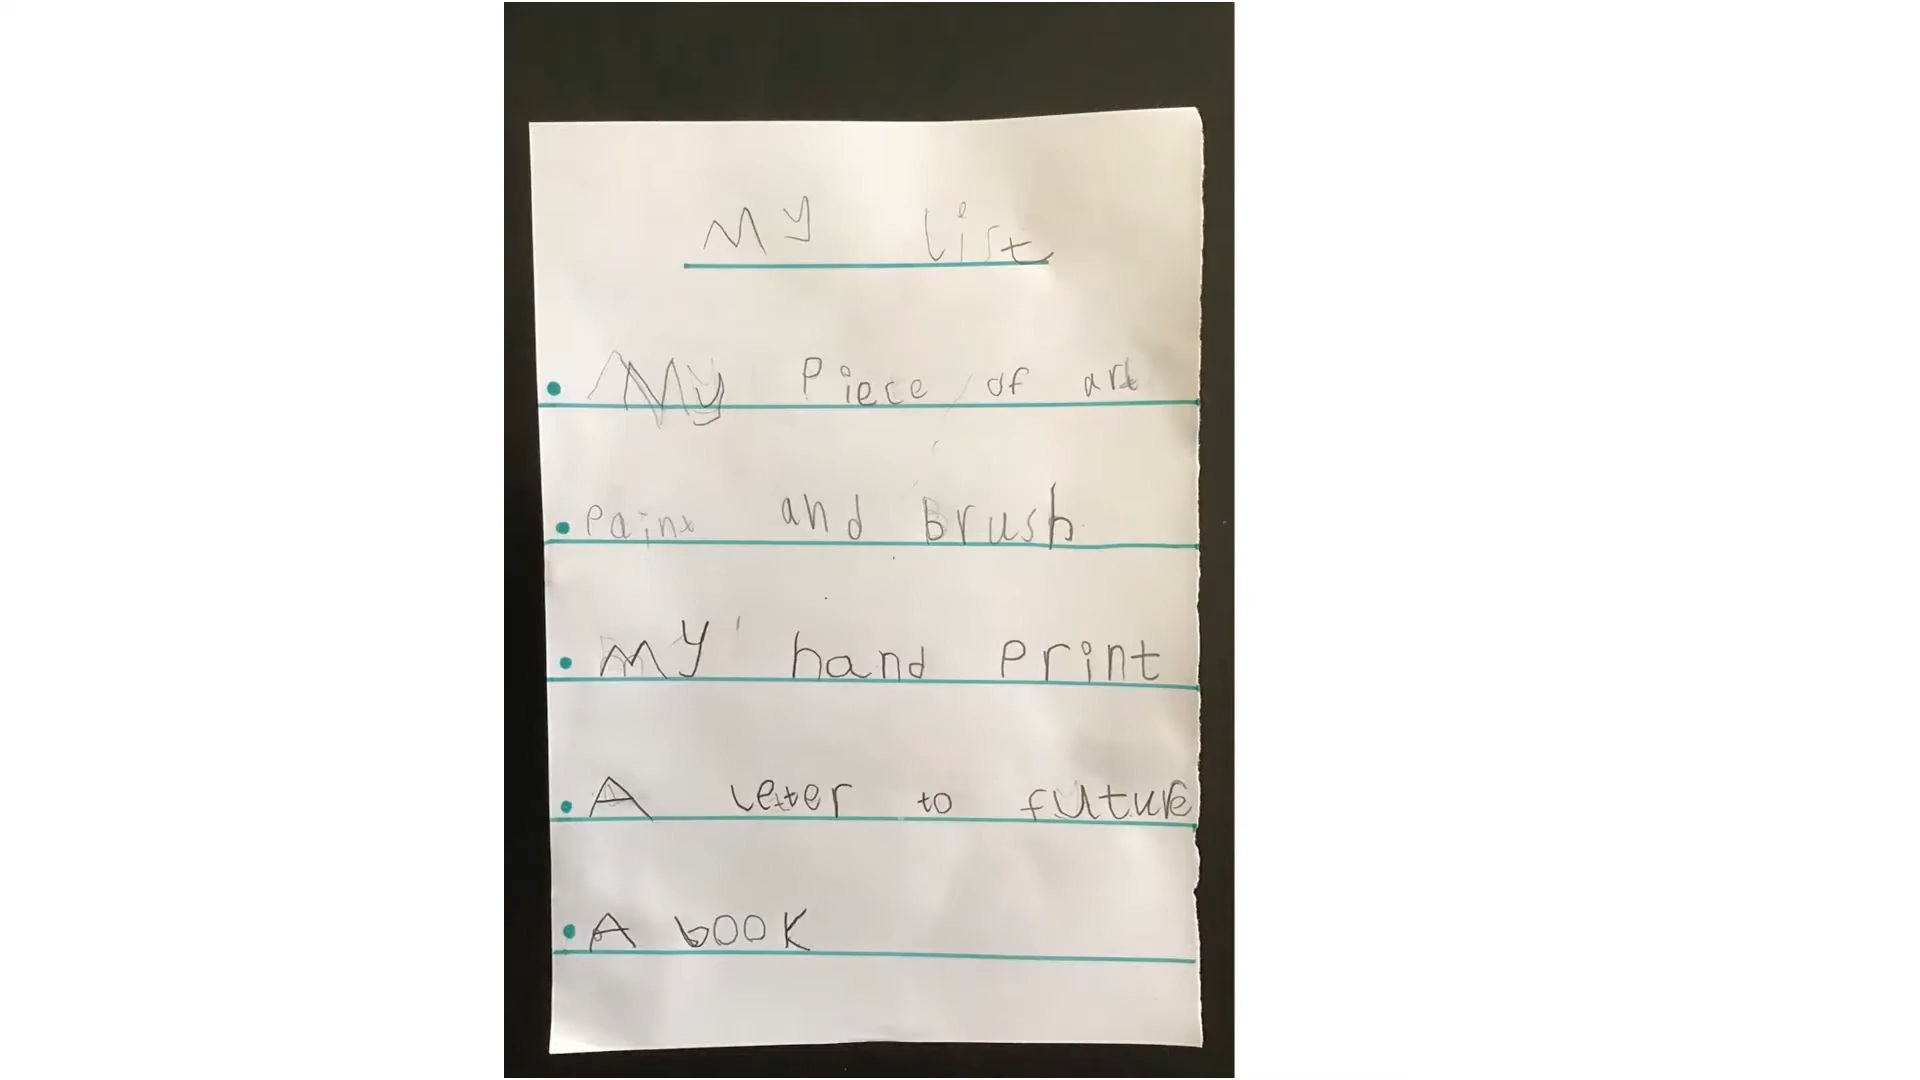 My list
• My Piece of art
• Paint and Brush
• My hand Print
• A letter to future
• A book